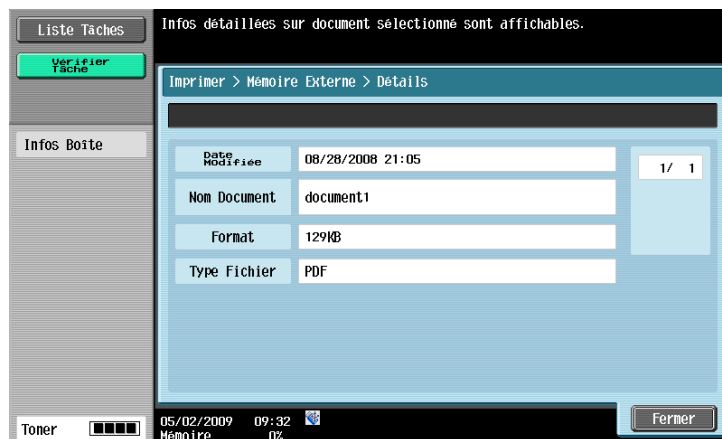 Liste Tâches
Infos détaillées sur document sélectionné sont affichables.
Vérifier
Tâche
Imprimer > Mémoire Externe > Détails
Infos Boîte
Date
Modifiée
08/28/2008 21:05
1/ 1
Nom Document
document1
Format
129KB
Type Fichier
PDF
Toner
05/02/2009 09:32
Mémoire 0%
Fermer